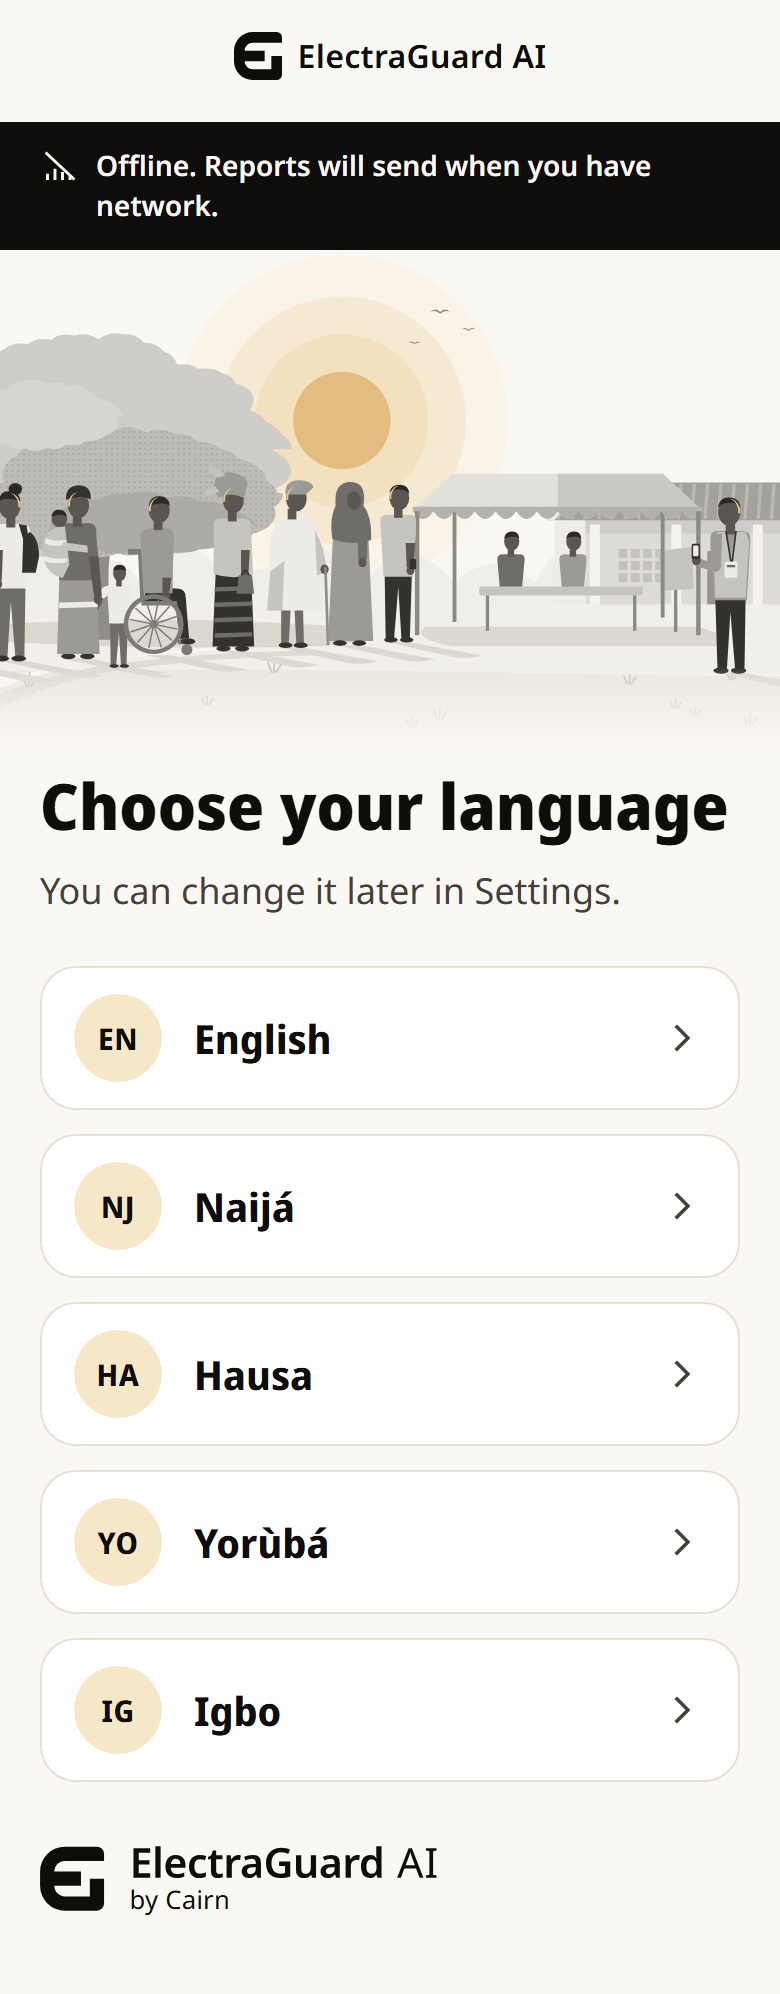 ElectraGuard AI
Offline. Reports will send when you have
network.
Choose your language
You can change it later in Settings.
EN English
NJ Naijá
HA Hausa
YO Yorùbá
IG Igbo
ElectraGuard AI
by Cairn